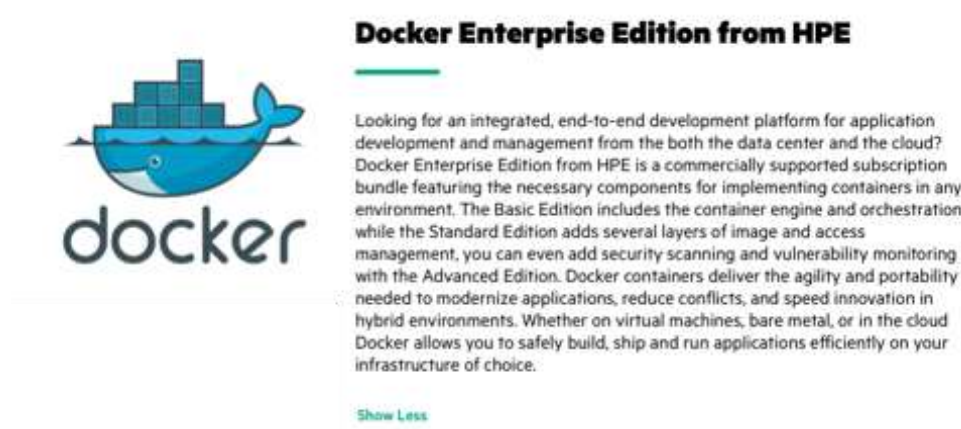 docker
Docker Enterprise Edition from HPE
Looking for an integrated, end-to-end development platform for application
development and management from the both the data center and the cloud?
Docker Enterprise Edition from HPE is a commercially supported subscription
bundle featuring the necessary components for implementing containers in any
environment. The Basic Edition includes the container engine and orchestration
while the Standard Edition adds several layers of image and access
management, you can even add security scanning and vulnerability monitoring
with the Advanced Edition. Docker containers deliver the agility and portability
needed to modernize applications, reduce conflicts, and speed innovation in
hybrid environments. Whether on virtual machines, bare metal, or in the cloud
Docker allows you to safely build, ship and run applications efficiently on your
infrastructure of choice.
Show Less